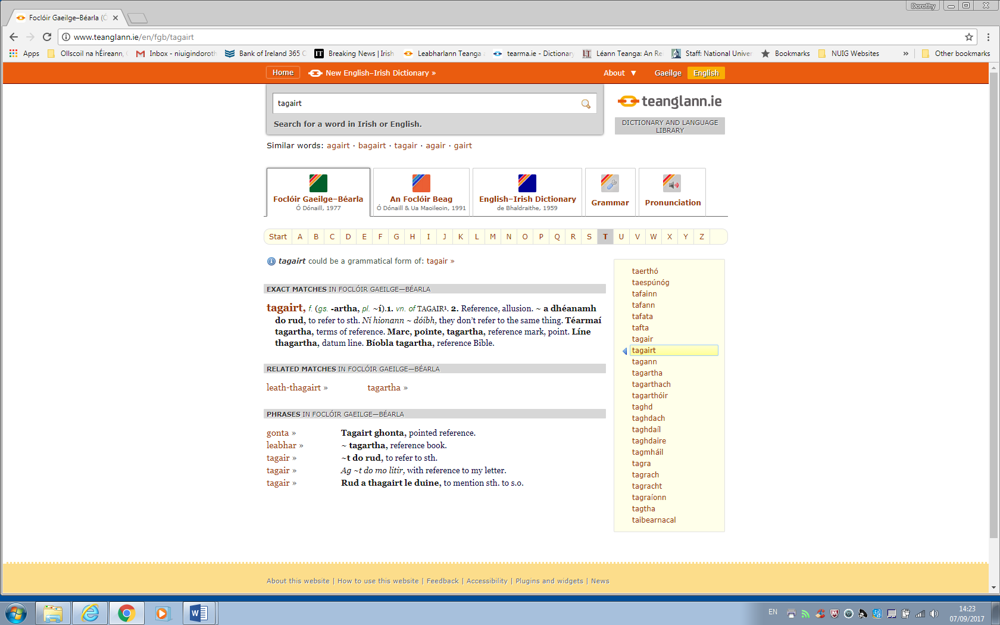 Dorothy
Foclóir Gaeilge–Béarla (Ó
www.teanglann.ie/en/fgb/tagairt
Apps
Ollscoil na hÉireann,
Inbox - niuigindoroth
Bank of Ireland 365 O
Breaking News | Irish
Leabharlann Teanga
tearma.ie - Dictionary
Léann Teanga: An Re
Staff: National Univer
Bookmarks
NUIG Websites
»
Other bookmarks
Home
New English–Irish Dictionary »
About ▼
Gaeilge
English
tagairt
Search for a word in Irish or English.
teanglann.ie
DICTIONARY AND LANGUAGE
LIBRARY
Similar words: agairt · bagairt · tagair · agair · gairt
Foclóir Gaeilge–Béarla
Ó Dónaill, 1977
An Foclóir Beag
Ó Dónaill & Ua Maoileoin, 1991
English–Irish Dictionary
de Bhaldraithe, 1959
Grammar
Pronunciation
Start A B C D E F G H I J K L M N O P Q R S T U V W X Y Z
tagairt could be a grammatical form of: tagair »
EXACT MATCHES IN FOCLÓIR GAEILGE—BÉARLA
tagairt, f. (gs. -artha, pl. ~í).1. vn. of TAGAIR¹. 2. Reference, allusion. ~ a dhéanamh
do rud, to refer to sth. Ní hionann ~ dóibh, they don't refer to the same thing. Téarmaí
tagartha, terms of reference. Marc, pointe, tagartha, reference mark, point. Líne
thagartha, datum line. Bíobla tagartha, reference Bible.
RELATED MATCHES IN FOCLÓIR GAEILGE—BÉARLA
leath-thagairt » tagartha »
PHRASES IN FOCLÓIR GAEILGE—BÉARLA
gonta » Tagairt ghonta, pointed reference.
leabhar » ~ tagartha, reference book.
tagair » ~t do rud, to refer to sth.
tagair » Ag ~t do mo litir, with reference to my letter.
tagair » Rud a thagairt le duine, to mention sth. to s.o.
taerthó
taespúnóg
tafainn
tafann
tafata
tafta
tagair
tagairt
tagann
tagartha
tagarthach
tagarthóir
taghd
taghdach
taghdaíl
taghdaire
tagmháil
tagra
tagrach
tagracht
tagraíonn
tagtha
taibearnacal
About this website | How to use this website | Feedback | Accessibility | Plugins and widgets | News
EN
14:23
07/09/2017